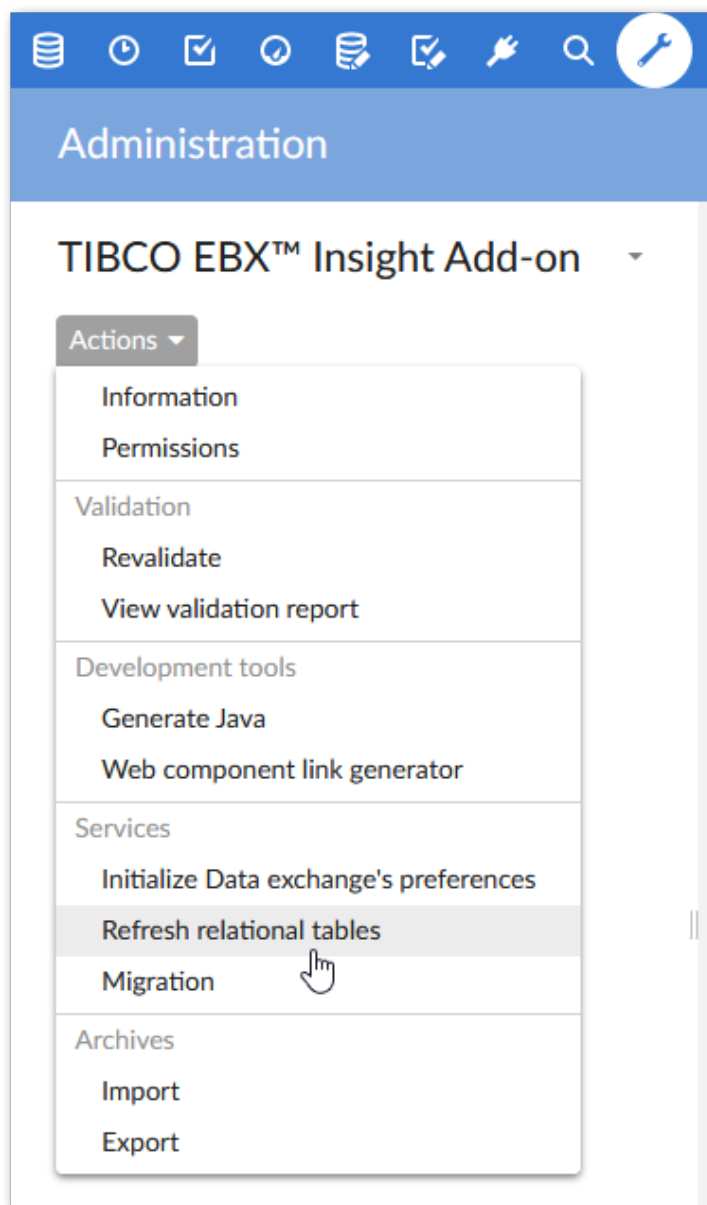 Administration
TIBCO EBX™ Insight Add-on
Actions
Information
Permissions
Validation
Revalidate
View validation report
Development tools
Generate Java
Web component link generator
Services
Initialize Data exchange's preferences
Refresh relational tables
Migration
Archives
Import
Export